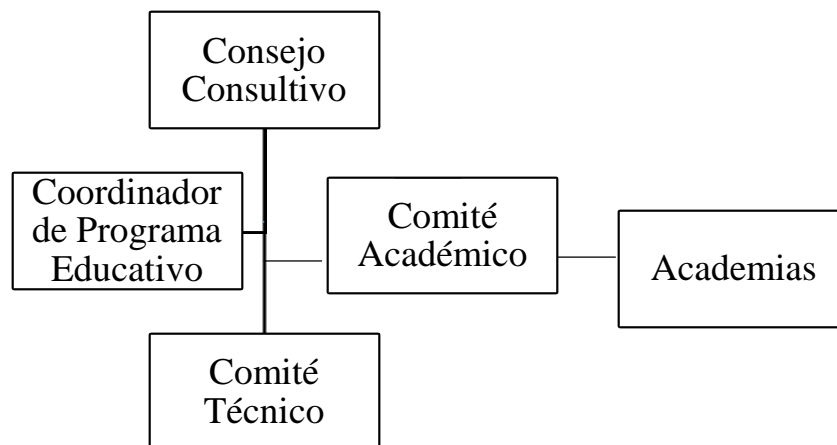 Consejo
Consultivo
Coordinador
de Programa
Educativo
Comité
Académico
Academias
Comité
Técnico